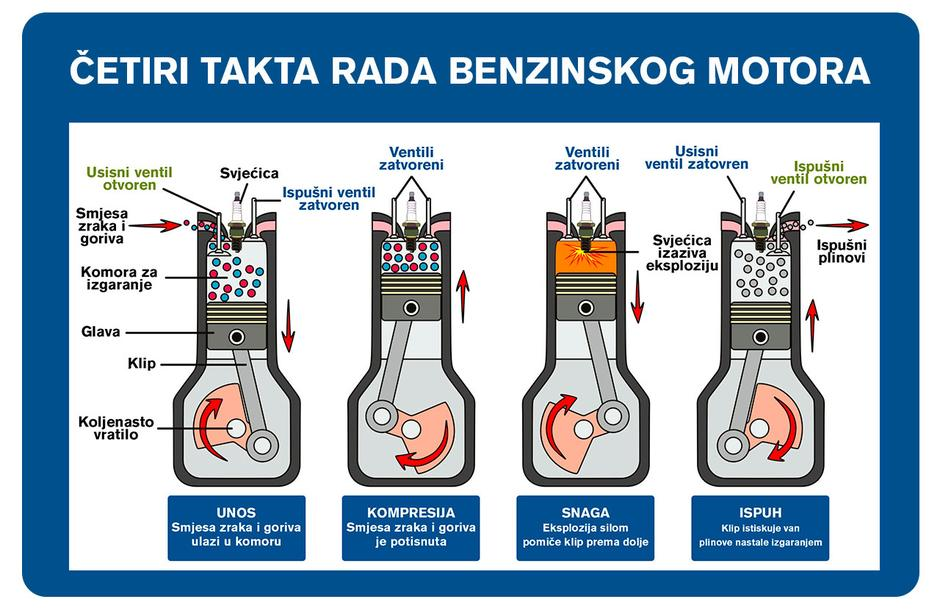 ČETIRI TAKTA RADA BENZINSKOG MOTORA
Usisni ventil
otvoren
Svjećica
Ispušni ventil
zatvoren
Smjesa
zraka i
goriva
Komora za
izgaranje
Glava
Klip
Koljenasto
vratilo
Ventili
zatvoreni
Ventili
zatvoreni
Svjećica
izaziva
eksploziju
Usisni
ventil zatovren
Ispušni
ventil otvoren
Ispušni
plinovi
UNOS
Smjesa zraka i goriva
ulazi u komoru
KOMPRESIJA
Smjesa zraka i goriva
je potisnuta
SNAGA
Eksplozija silom
pomiče klip prema dolje
ISPUH
Klip istiskuje van
plinove nastale izgaranjem